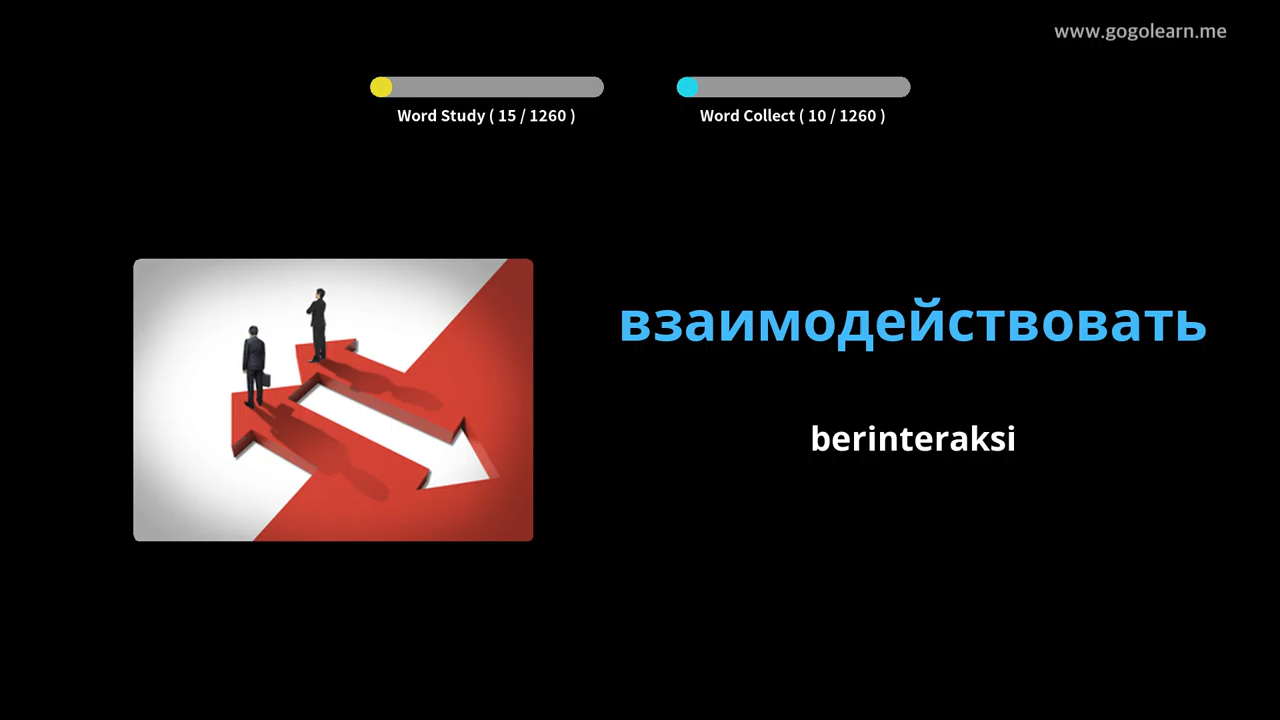 www.gogolearn.me
Word Study ( 15 / 1260 )
Word Collect ( 10 / 1260 )
взаимодействовать
berinteraksi